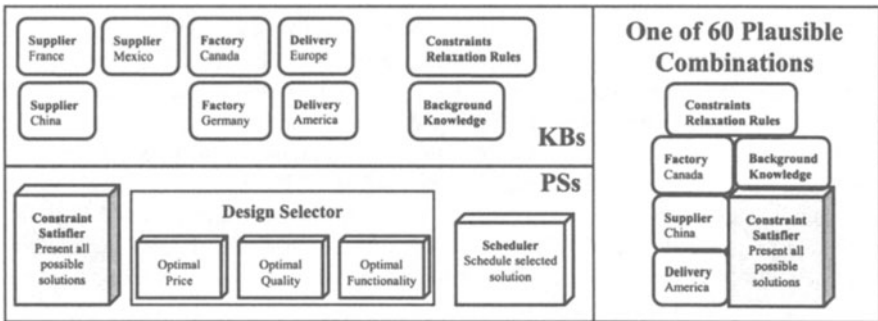 Supplier
France
Supplier
Mexico
Factory
Canada
Delivery
Europe
Constraints
Relaxation Rules
Supplier
China
Factory
Germany
Delivery
America
Background
Knowledge
KBs
PSs
Constraint
Satisfier
Present all
possible
solutions
Design Selector
Optimal
Price
Optimal
Quality
Optimal
Functionality
Scheduler
Schedule selected
solution
One of 60 Plausible
Combinations
Constraints
Relaxation Rules
Factory
Canada
Background
Knowledge
Supplier
China
Constraint
Satisfier
Present all
possible
solutions
Delivery
America